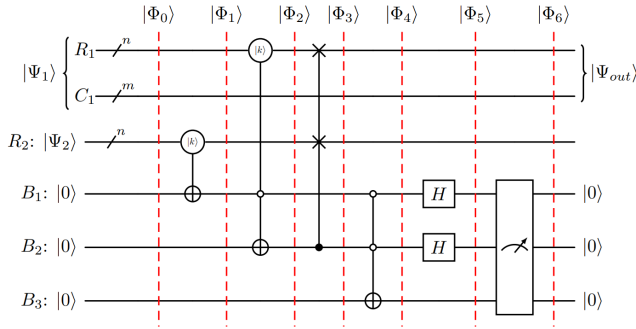 |Φ₀⟩ |Φ₁⟩ |Φ₂⟩ |Φ₃⟩ |Φ₄⟩ |Φ₅⟩ |Φ₆⟩
R₁ n |k⟩
|Ψ₁⟩ |Ψₒᵤₜ⟩
C₁ m
R₂: |Ψ₂⟩ n |k⟩
B₁: |0⟩ H |0⟩
B₂: |0⟩ H |0⟩
B₃: |0⟩ |0⟩